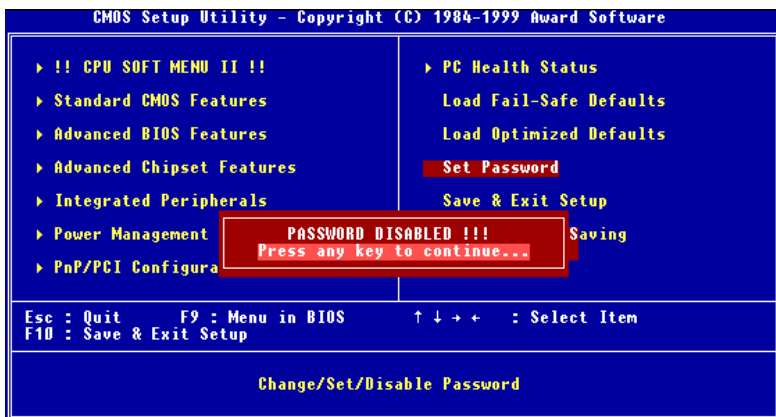 CMOS Setup Utility - Copyright (C) 1984-1999 Award Software
!! CPU SOFT MENU II !!
Standard CMOS Features
Advanced BIOS Features
Advanced Chipset Features
Integrated Peripherals
Power Management
PnP/PCI Configura
PC Health Status
Load Fail-Safe Defaults
Load Optimized Defaults
Set Password
Save & Exit Setup
Saving
PASSWORD DISABLED !!!
Press any key to continue...
Esc : Quit F9 : Menu in BIOS ↑ ↓ → ← : Select Item
F10 : Save & Exit Setup
Change/Set/Disable Password